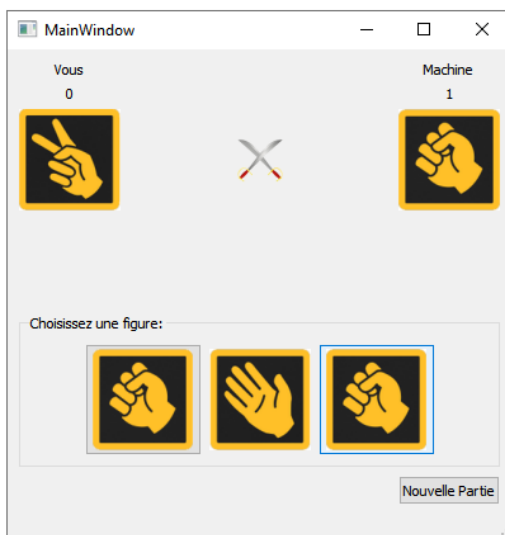 MainWindow
Vous
Machine
0
1
Choisissez une figure:
Nouvelle Partie